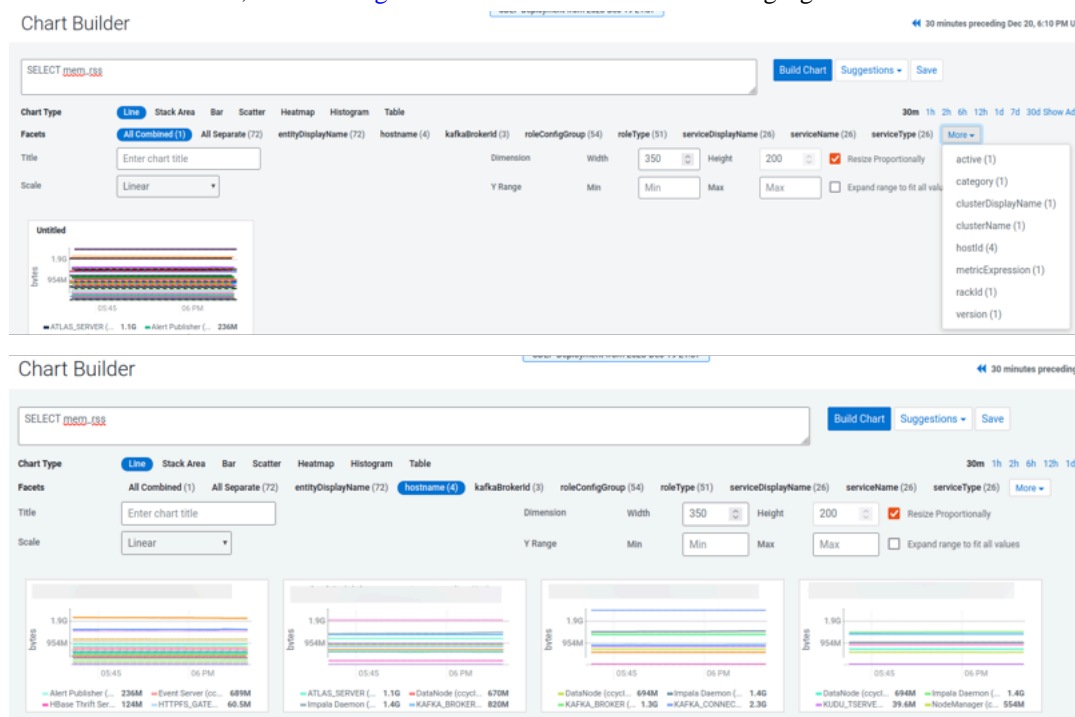 Chart Builder
30 minutes preceding Dec 20, 6:10 PM U
SELECT mem_rss
Build Chart Suggestions Save
Chart Type Line Stack Area Bar Scatter Heatmap Histogram Table 30m 1h 2h 6h 12h 1d 7d 30d Show Ad
Facets All Combined (1) All Separate (72) entityDisplayName (72) hostname (4) kafkaBrokerId (3) roleConfigGroup (54) roleType (51) serviceDisplayName (26) serviceName (26) serviceType (26) More
Title Enter chart title Dimension Width 350 Height 200 Resize Proportionally
Scale Linear Y Range Min Min Max Max Expand range to fit all valu
active (1)
category (1)
clusterDisplayName (1)
clusterName (1)
hostId (4)
metricExpression (1)
rackId (1)
version (1)
Untitled
bytes
1.9G
954M
05:45 06 PM
ATLAS_SERVER (... 1.1G Alert Publisher (... 236M
Chart Builder
30 minutes preceding
SELECT mem_rss
Build Chart Suggestions Save
Chart Type Line Stack Area Bar Scatter Heatmap Histogram Table 30m 1h 2h 6h 12h 1d
Facets All Combined (1) All Separate (72) entityDisplayName (72) hostname (4) kafkaBrokerId (3) roleConfigGroup (54) roleType (51) serviceDisplayName (26) serviceName (26) serviceType (26) More
Title Enter chart title Dimension Width 350 Height 200 Resize Proportionally
Scale Linear Y Range Min Min Max Max Expand range to fit all values
bytes
1.9G
954M
05:45 06 PM
Alert Publisher (... 236M Event Server (cc... 689M
HBase Thrift Ser... 124M HTTPFS_GATE... 60.5M
bytes
1.9G
954M
05:45 06 PM
ATLAS_SERVER (... 1.1G DataNode (ccycl... 670M
Impala Daemon (... 1.4G KAFKA_BROKER... 820M
bytes
1.9G
954M
05:45 06 PM
DataNode (ccycl... 694M Impala Daemon (... 1.4G
KAFKA_BROKER (... 1.3G KAFKA_CONNEC... 2.3G
bytes
1.9G
954M
05:45 06 PM
DataNode (ccycl... 694M Impala Daemon (... 1.4G
KUDU_TSERVE... 39.6M NodeManager (c... 554M